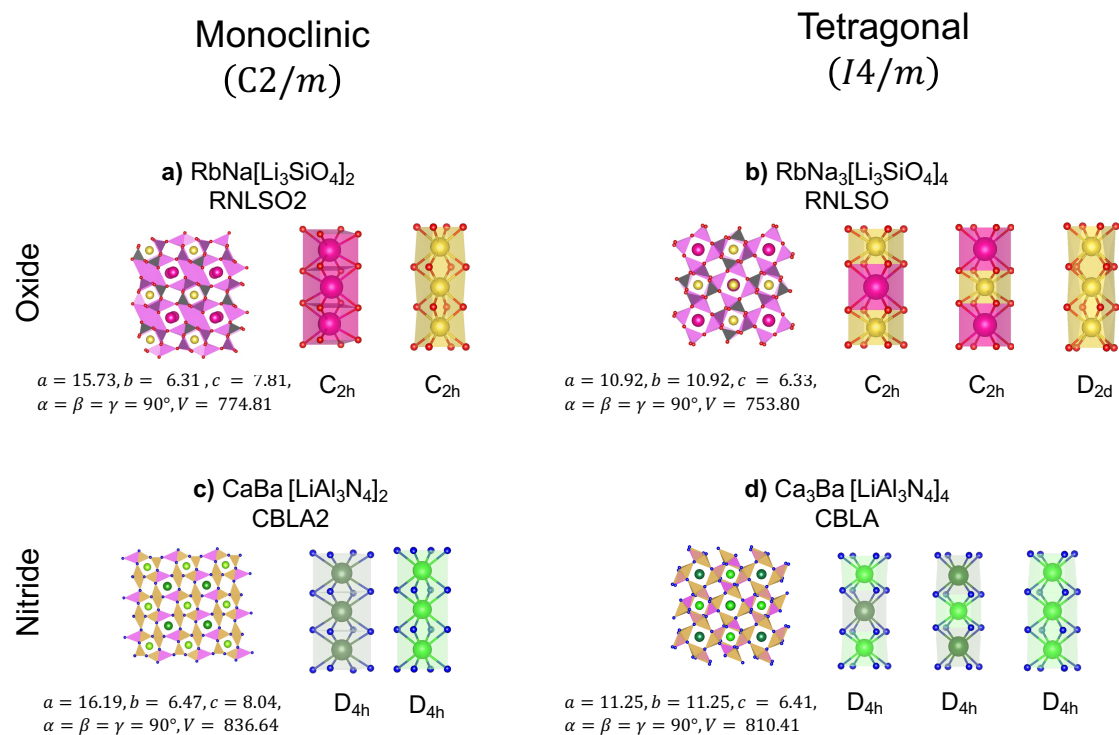 Monoclinic
(C2/m)
Tetragonal
(I4/m)
Oxide
a) RbNa[Li₃SiO₄]₂
RNLSO2
C₂ₕ C₂ₕ
a = 15.73, b = 6.31 , c = 7.81,
α = β = γ = 90°, V = 774.81
b) RbNa₃[Li₃SiO₄]₄
RNLSO
C₂ₕ C₂ₕ D₂d
a = 10.92, b = 10.92, c = 6.33,
α = β = γ = 90°, V = 753.80
Nitride
c) CaBa [LiAl₃N₄]₂
CBLA2
D₄ₕ D₄ₕ
a = 16.19, b = 6.47, c = 8.04,
α = β = γ = 90°, V = 836.64
d) Ca₃Ba [LiAl₃N₄]₄
CBLA
D₄ₕ D₄ₕ D₄ₕ
a = 11.25, b = 11.25, c = 6.41,
α = β = γ = 90°, V = 810.41